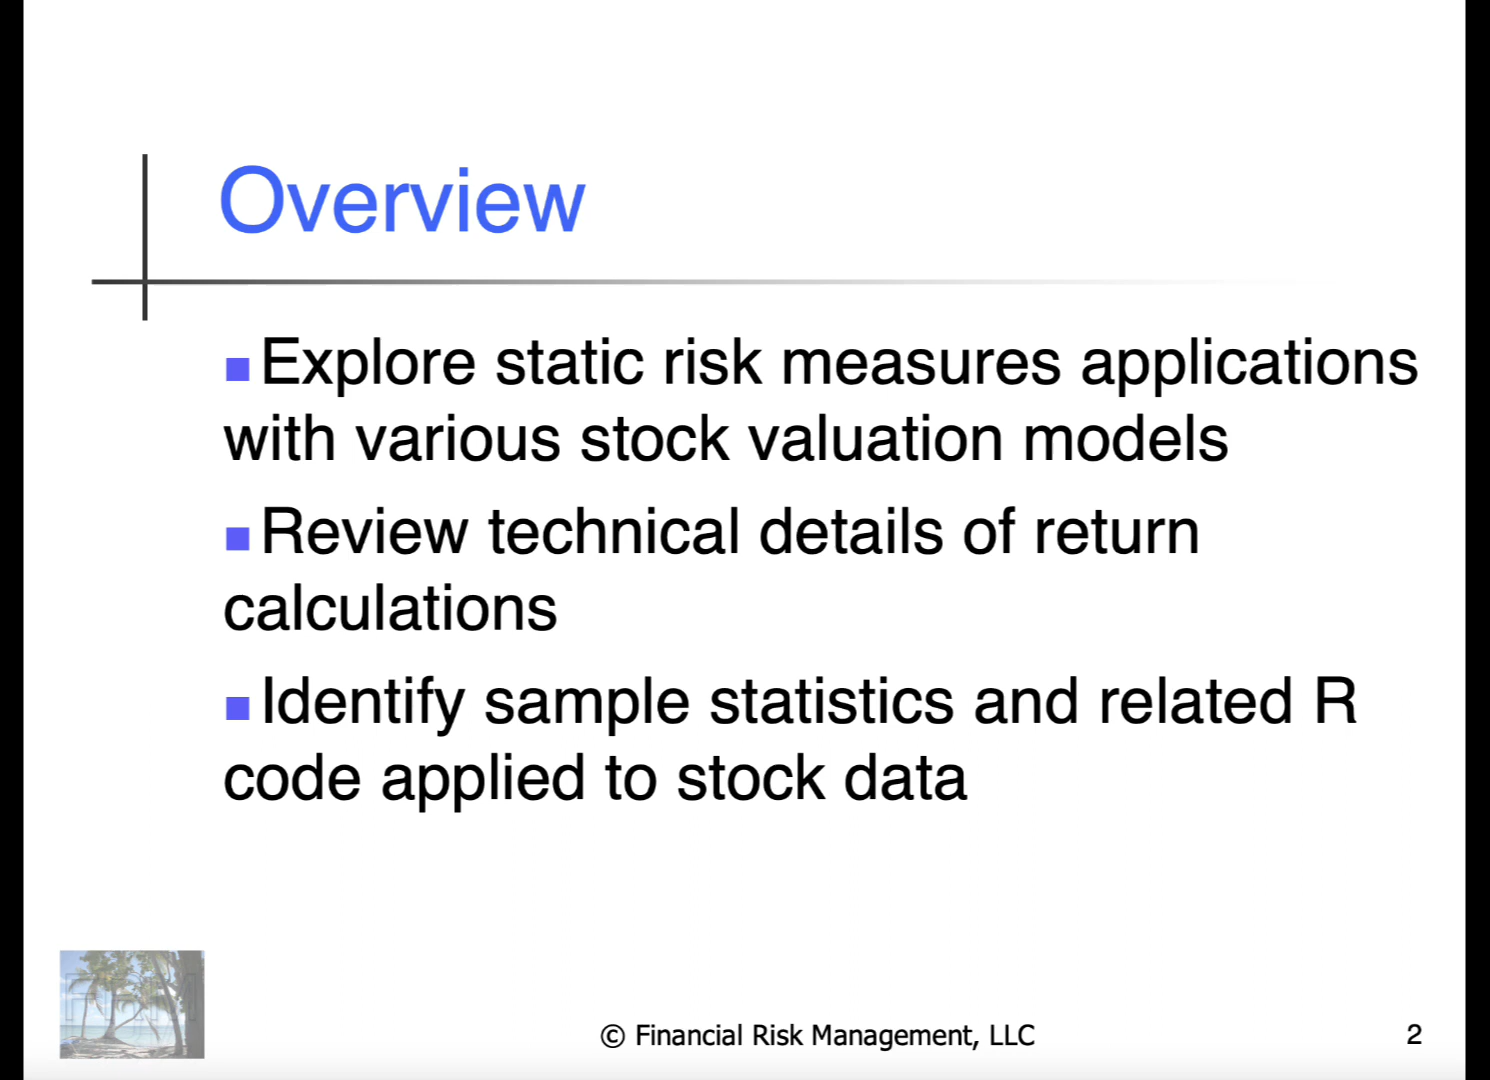 Overview
Explore static risk measures applications
with various stock valuation models
Review technical details of return
calculations
Identify sample statistics and related R
code applied to stock data
© Financial Risk Management, LLC
2